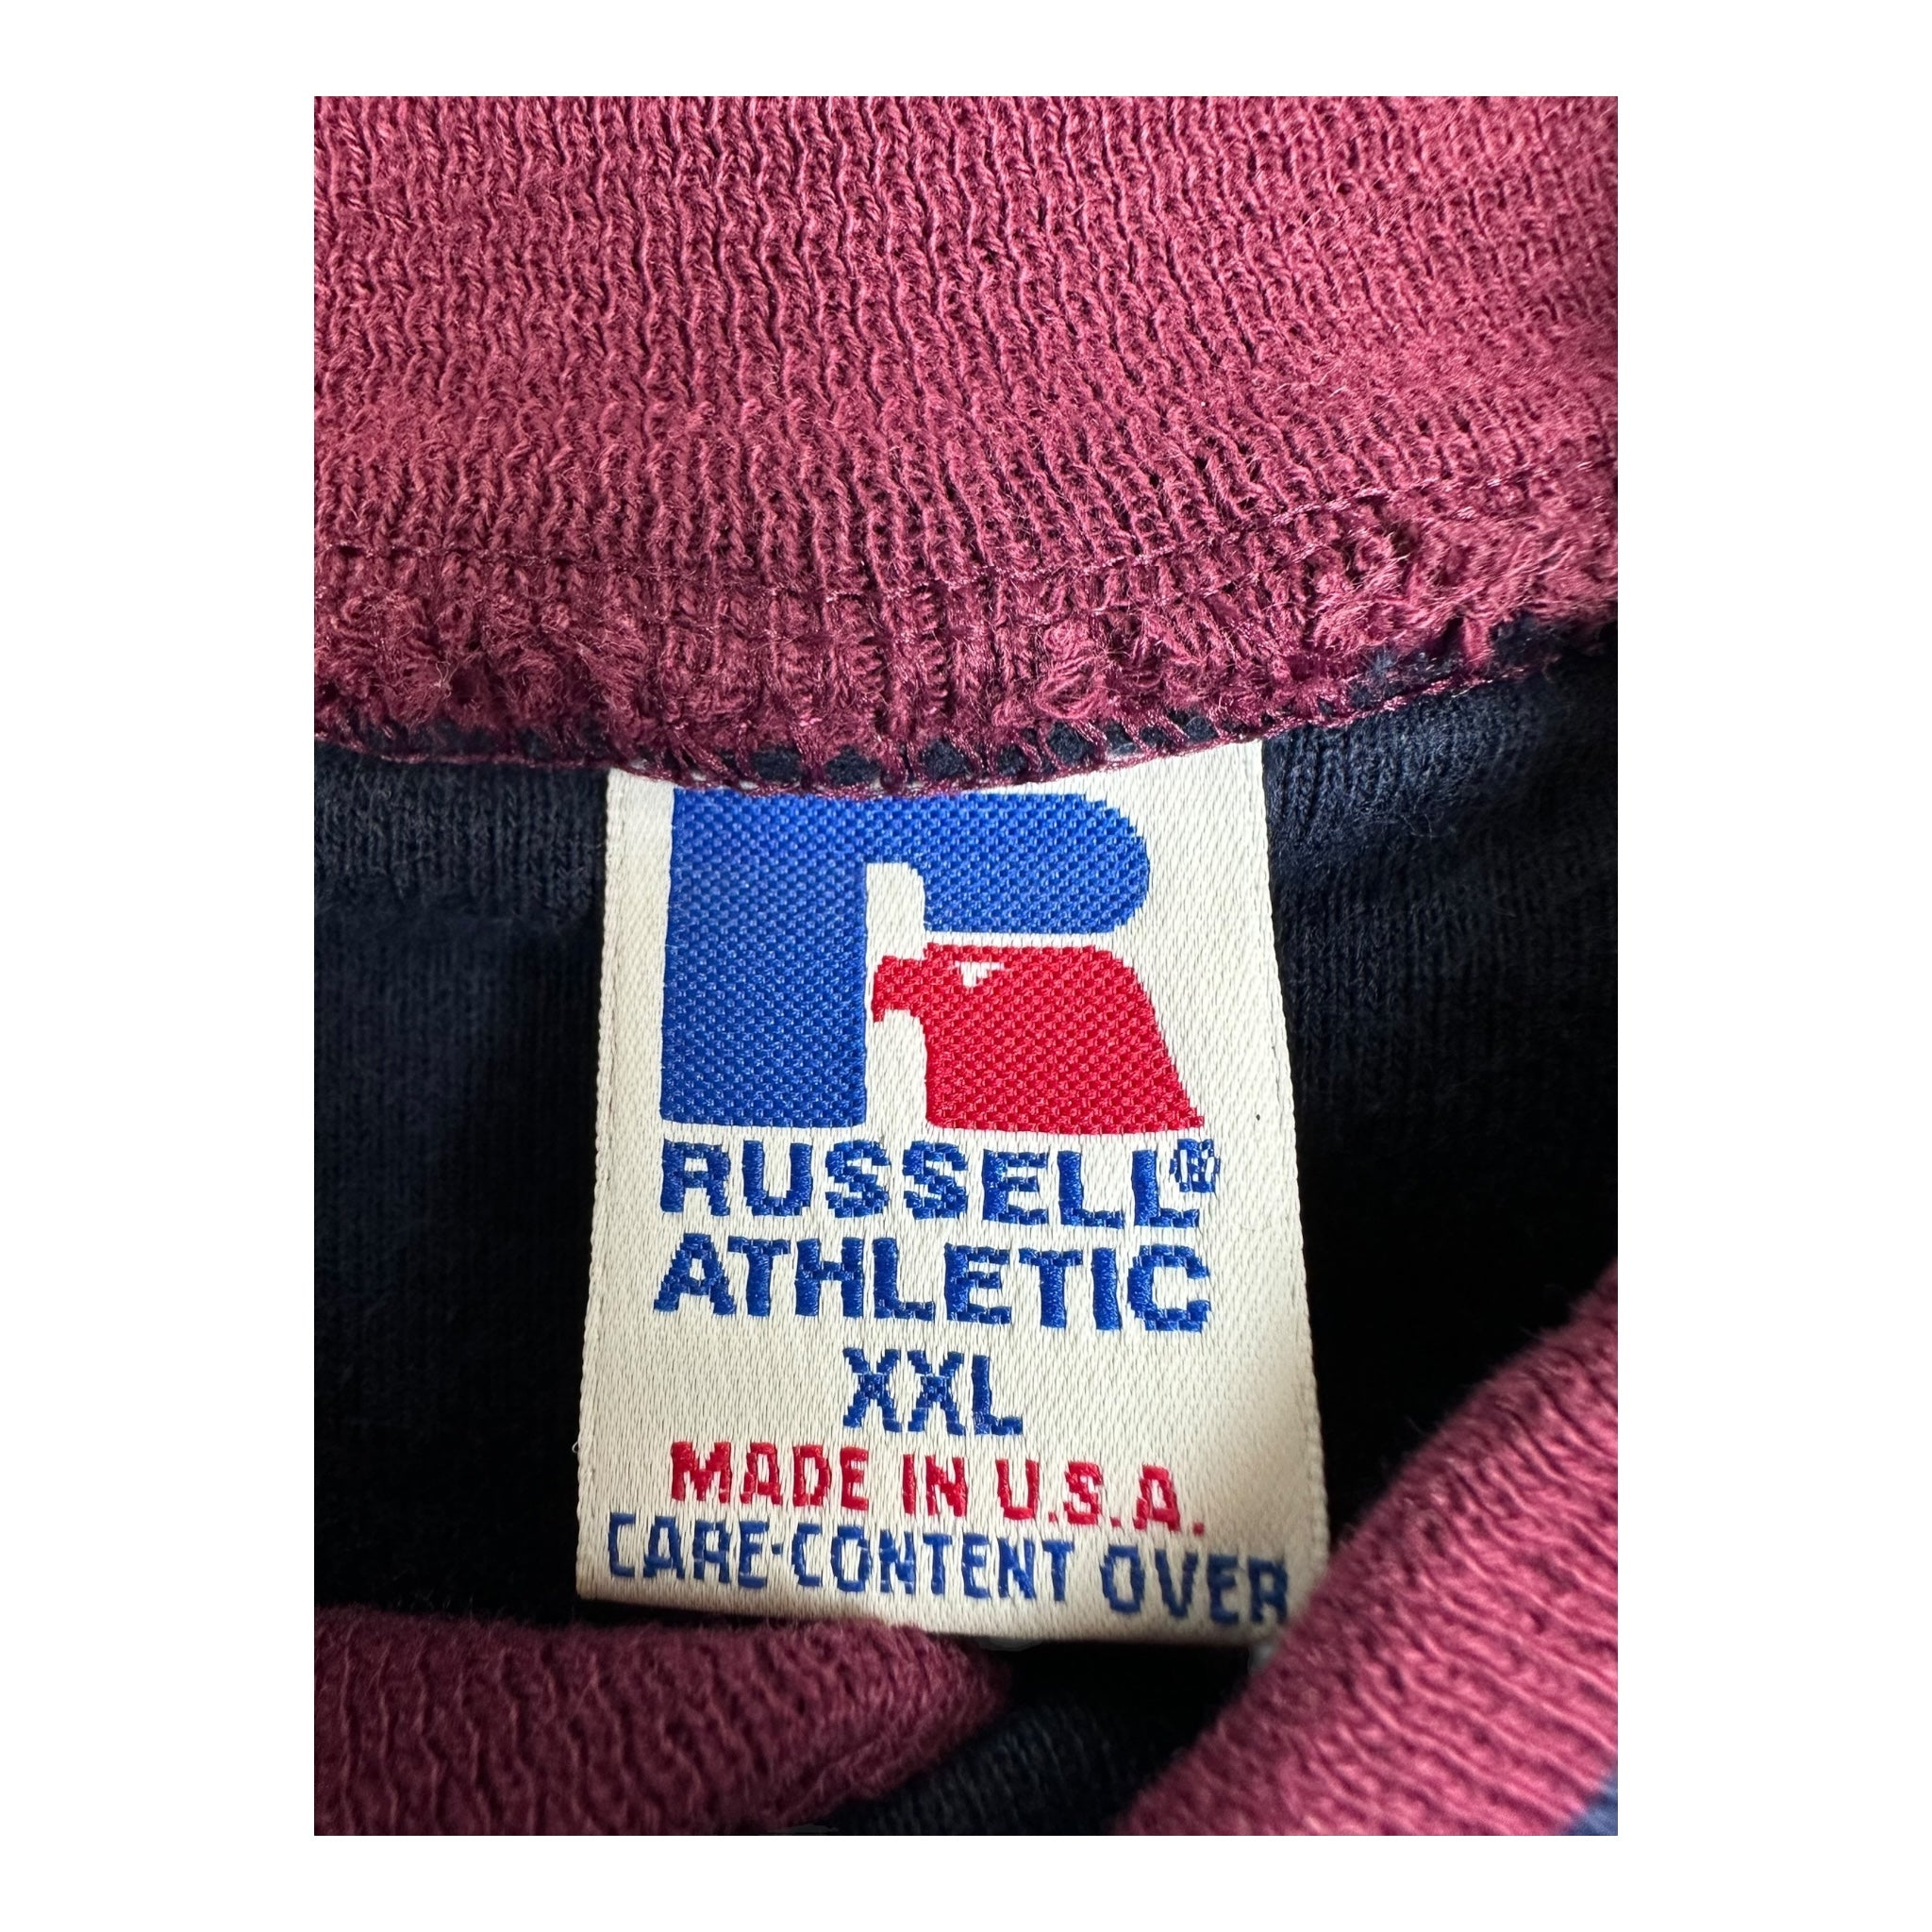 RUSSELL®
ATHLETIC
XXL
MADE IN U.S.A.
CARE·CONTENT OVER